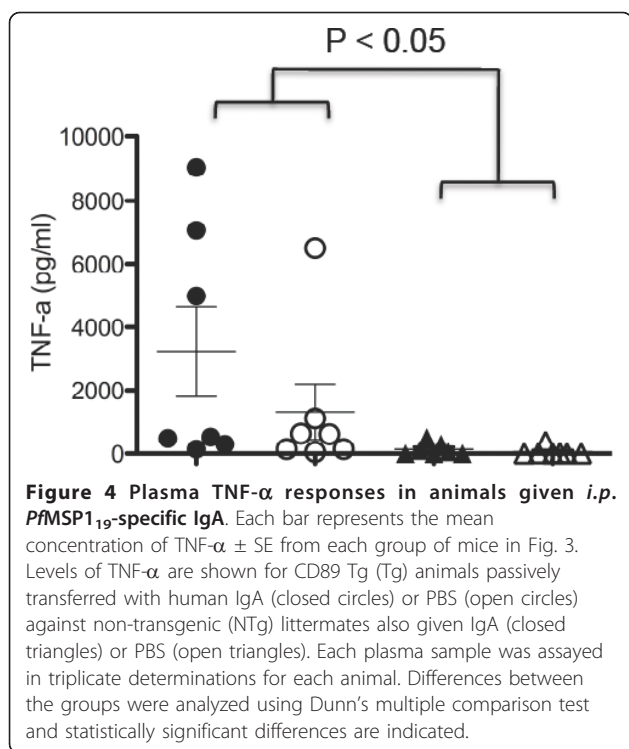 P < 0.05
10000
8000
6000
4000
2000
0
TNF-a (pg/ml)
Figure 4 Plasma TNF-α responses in animals given i.p.
PfMSP1₁₉-specific IgA. Each bar represents the mean
concentration of TNF-α ± SE from each group of mice in Fig. 3.
Levels of TNF-α are shown for CD89 Tg (Tg) animals passively
transferred with human IgA (closed circles) or PBS (open circles)
against non-transgenic (NTg) littermates also given IgA (closed
triangles) or PBS (open triangles). Each plasma sample was assayed
in triplicate determinations for each animal. Differences between
the groups were analyzed using Dunn's multiple comparison test
and statistically significant differences are indicated.